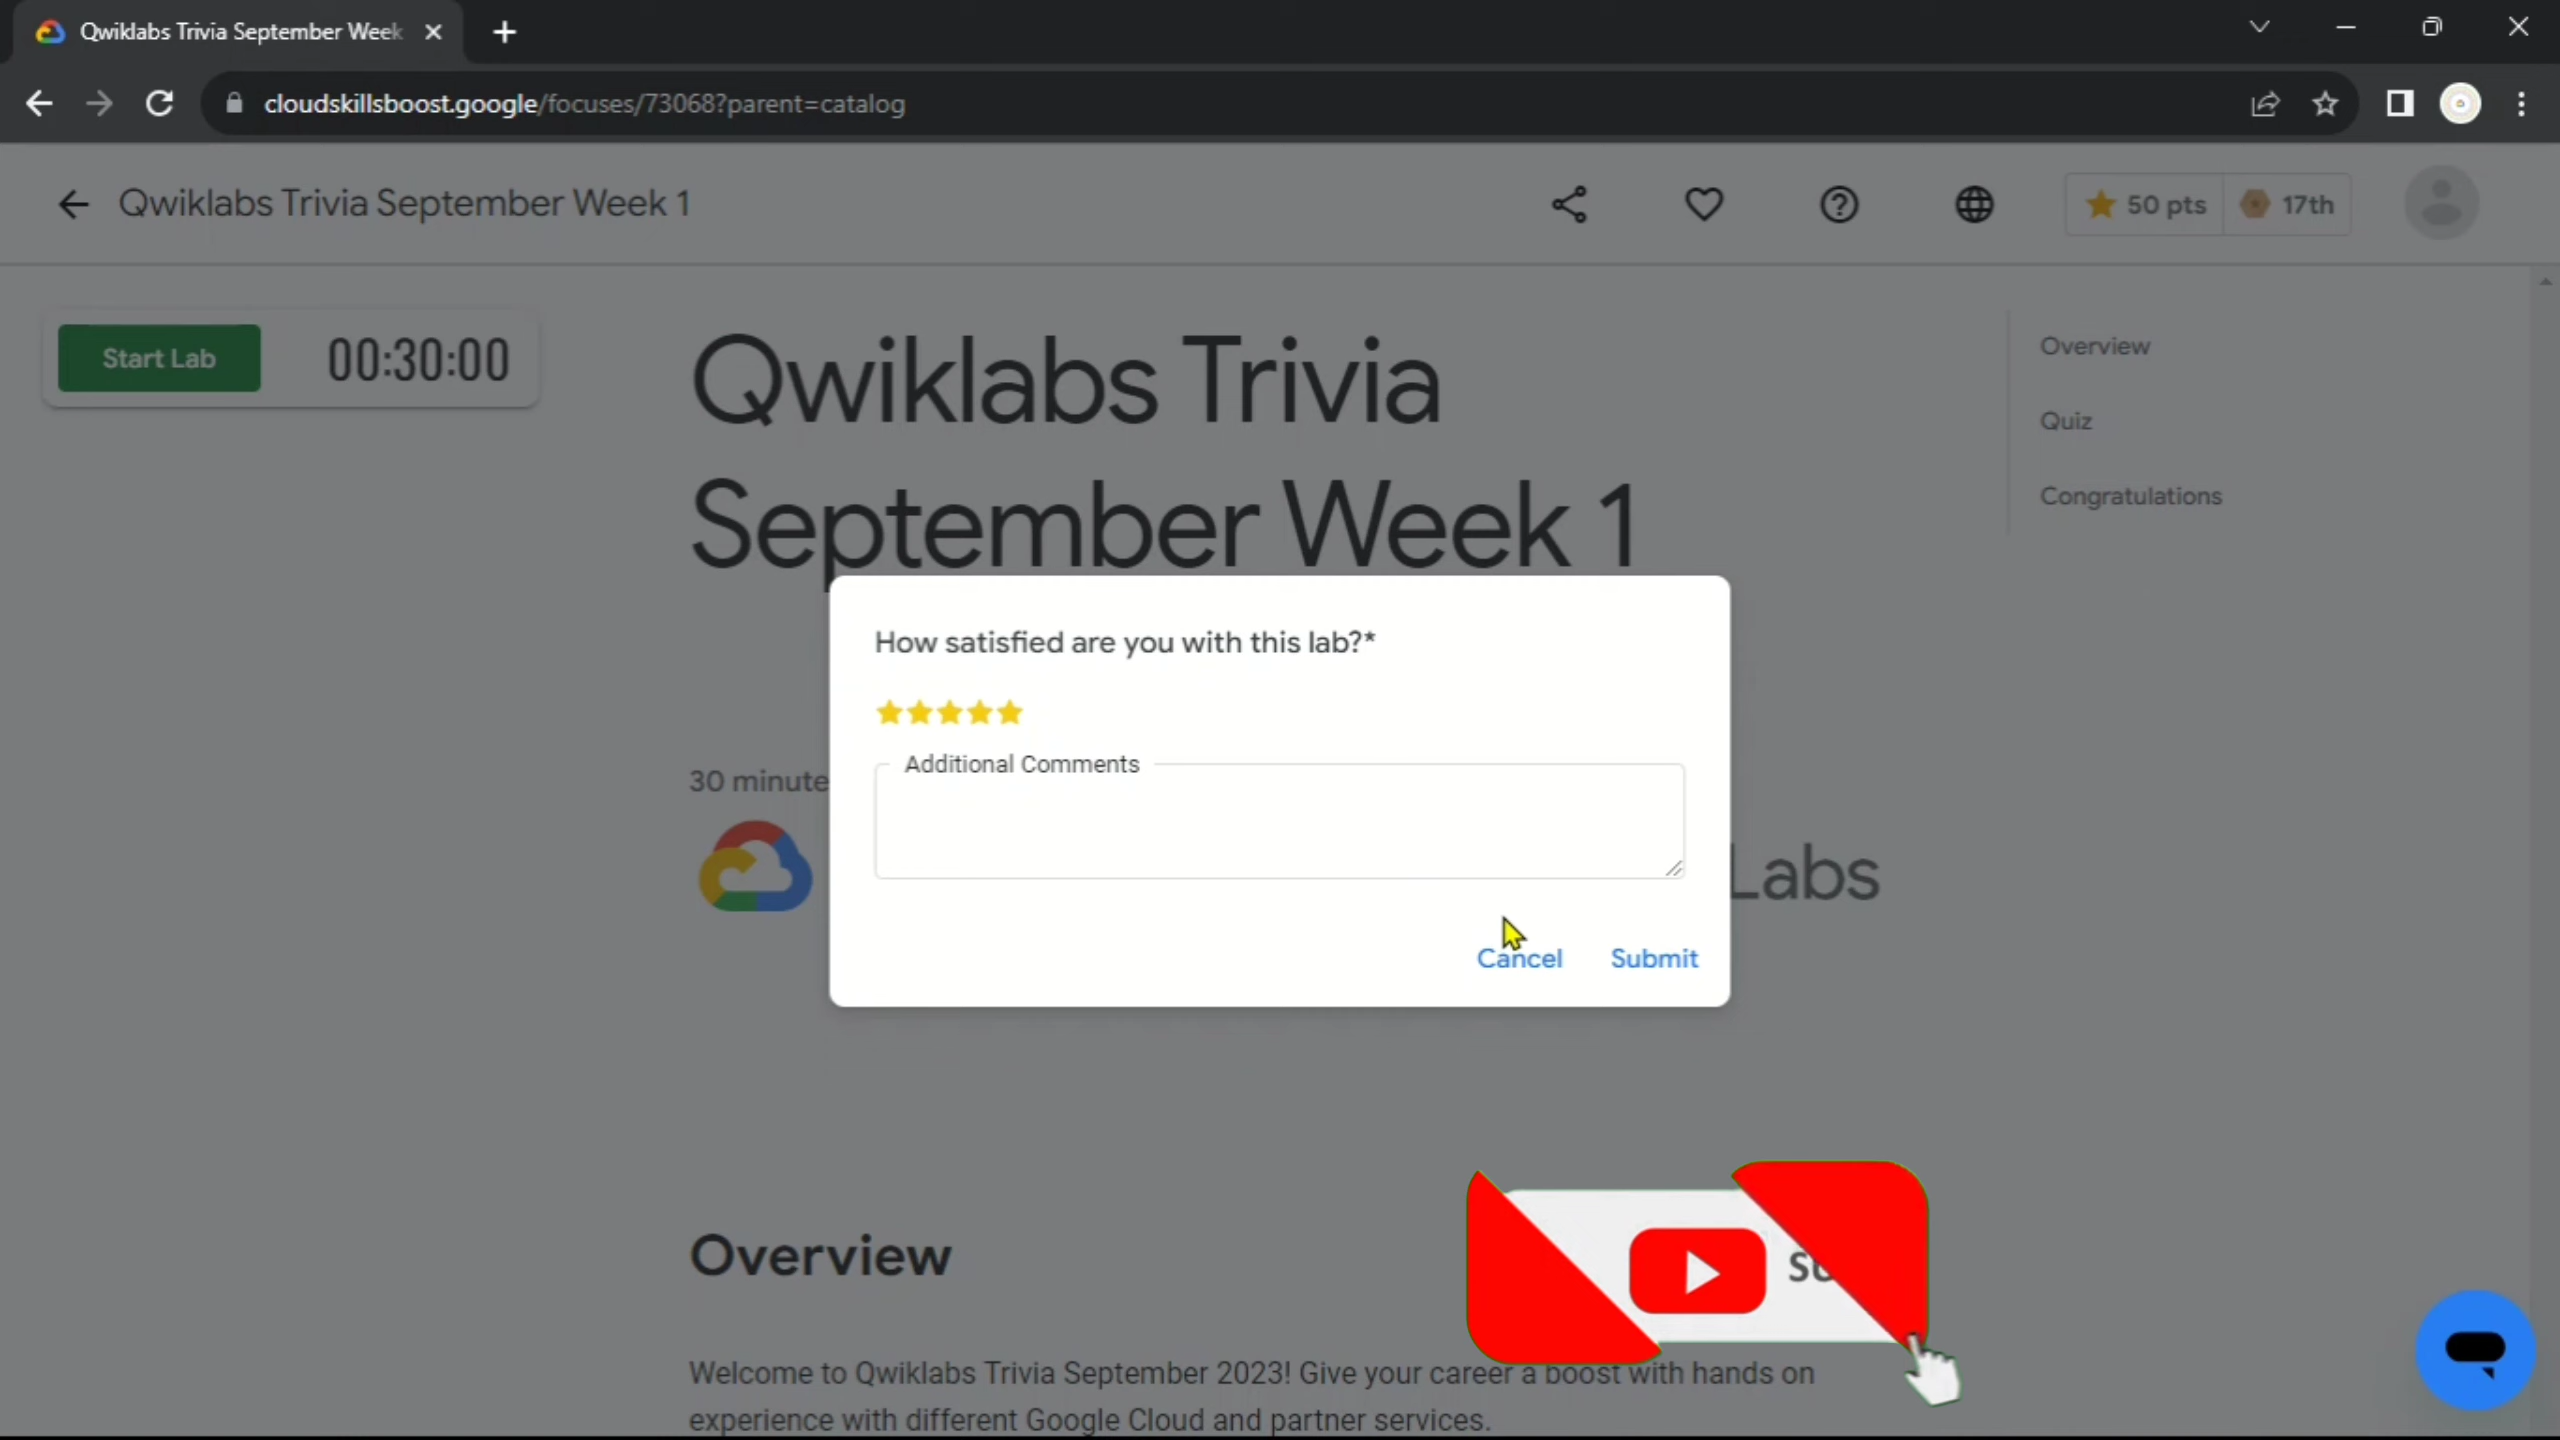 Qwiklabs Trivia September Week
cloudskillsboost.google/focuses/73068?parent=catalog
Qwiklabs Trivia September Week 1
50 pts
17th
Start Lab
00:30:00
Qwiklabs Trivia
September Week 1
Overview
Quiz
Congratulations
How satisfied are you with this lab?*
Additional Comments
Cancel
Submit
30 minute
Labs
Overview
Welcome to Qwiklabs Trivia September 2023! Give your career a boost with hands on
experience with different Google Cloud and partner services.